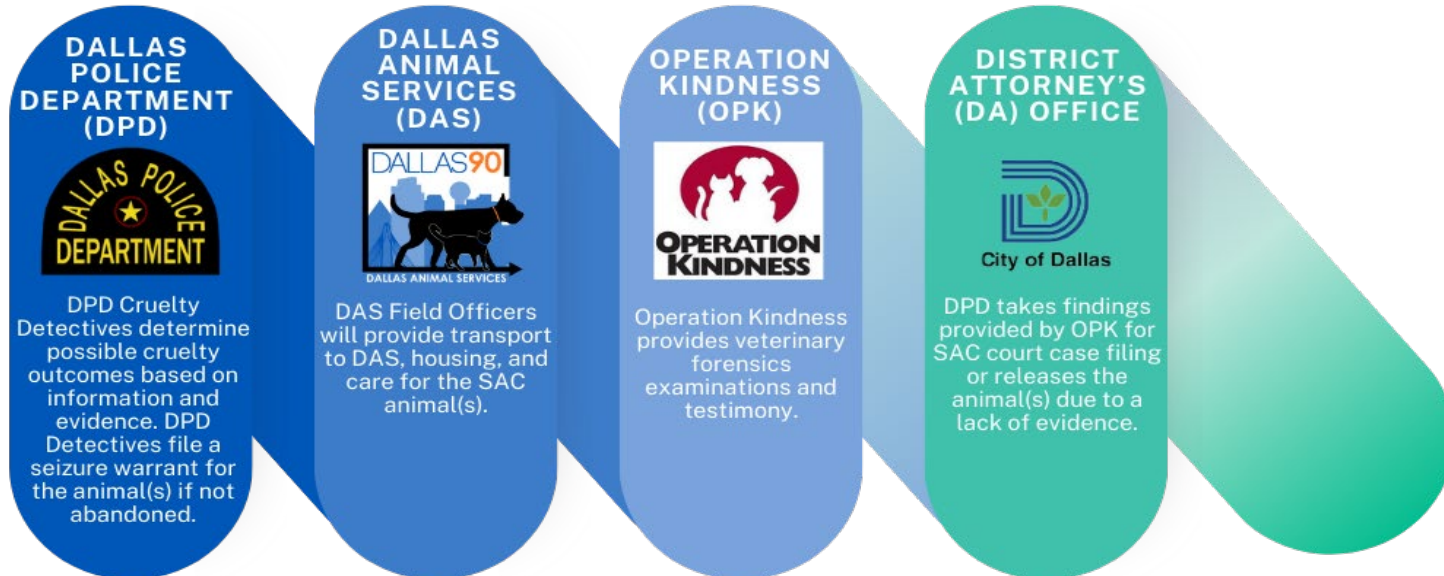 DALLAS
POLICE
DEPARTMENT
(DPD)
DALLAS POLICE
DEPARTMENT
DPD Cruelty
Detectives determine
possible cruelty
outcomes based on
information and
evidence. DPD
Detectives file a
seizure warrant for
the animal(s) if not
abandoned.
DALLAS
ANIMAL
SERVICES
(DAS)
DALLAS90
DALLAS ANIMAL SERVICES
DAS Field Officers
will provide transport
to DAS, housing, and
care for the SAC
animal(s).
OPERATION
KINDNESS
(OPK)
OPERATION
KINDNESS
Operation Kindness
provides veterinary
forensics
examinations and
testimony.
DISTRICT
ATTORNEY'S
(DA) OFFICE
City of Dallas
DPD takes findings
provided by OPK for
SAC court case filing
or releases the
animal(s) due to a
lack of evidence.